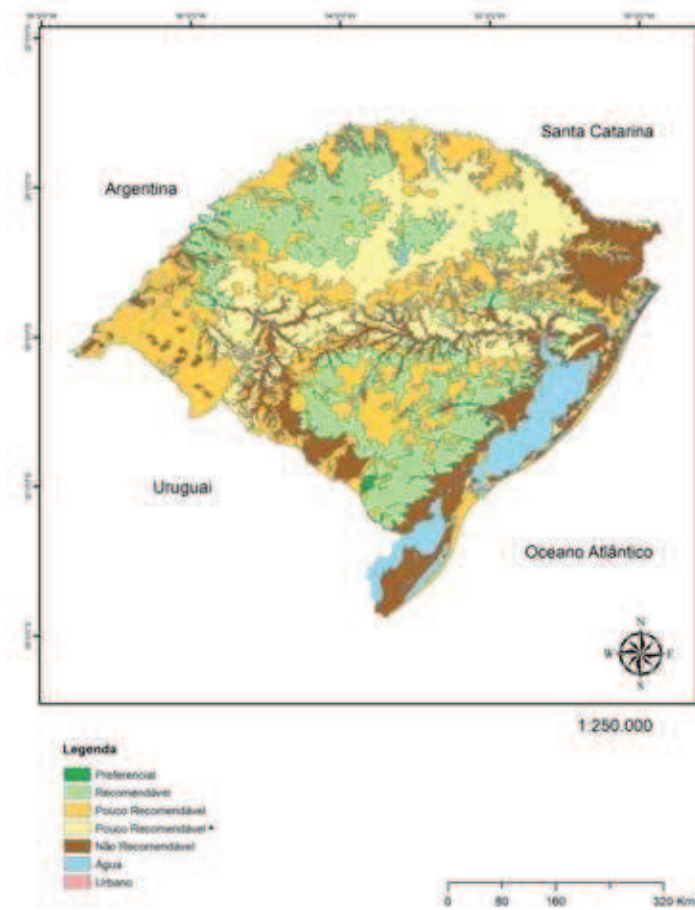 Santa Catarina
Argentina
Uruguai
Oceano Atlântico
N
W E
S
1:250.000
Legenda
Preferencial
Recomendável
Pouco Recomendável
Pouco Recomendável *
Não Recomendável
Água
Urbano
0 80 160 320 Km